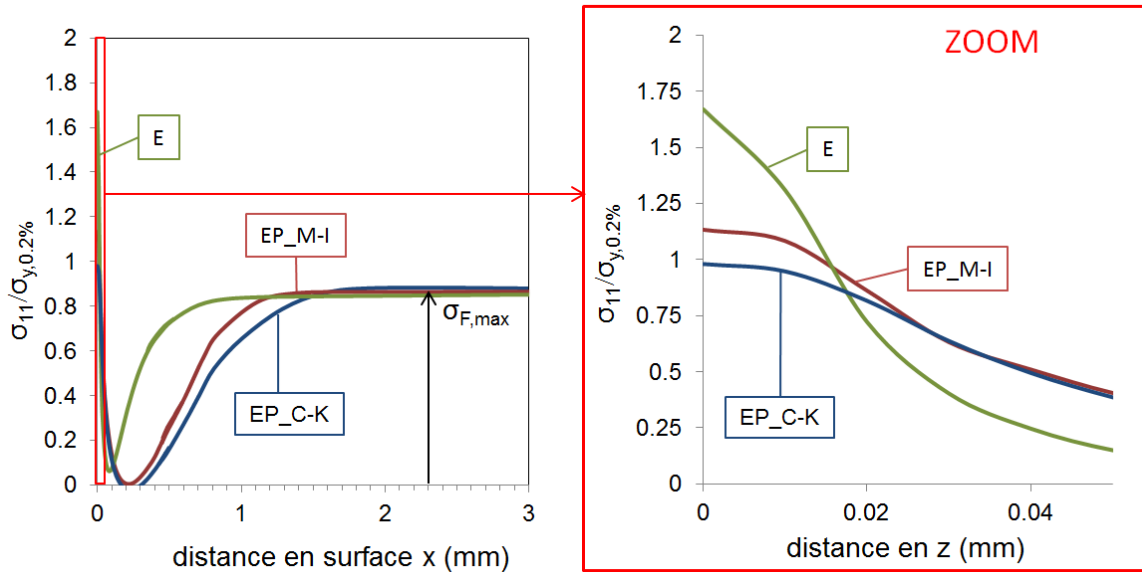 2
1.8
1.6
1.4
1.2
1
0.8
0.6
0.4
0.2
0
σ11/σy,0.2%
E
EP_M-I
σF,max
EP_C-K
0
1
2
3
distance en surface x (mm)
ZOOM
2
1.75
1.5
1.25
1
0.75
0.5
0.25
0
σ11/σy,0.2%
E
EP_M-I
EP_C-K
0
0.02
0.04
distance en z (mm)